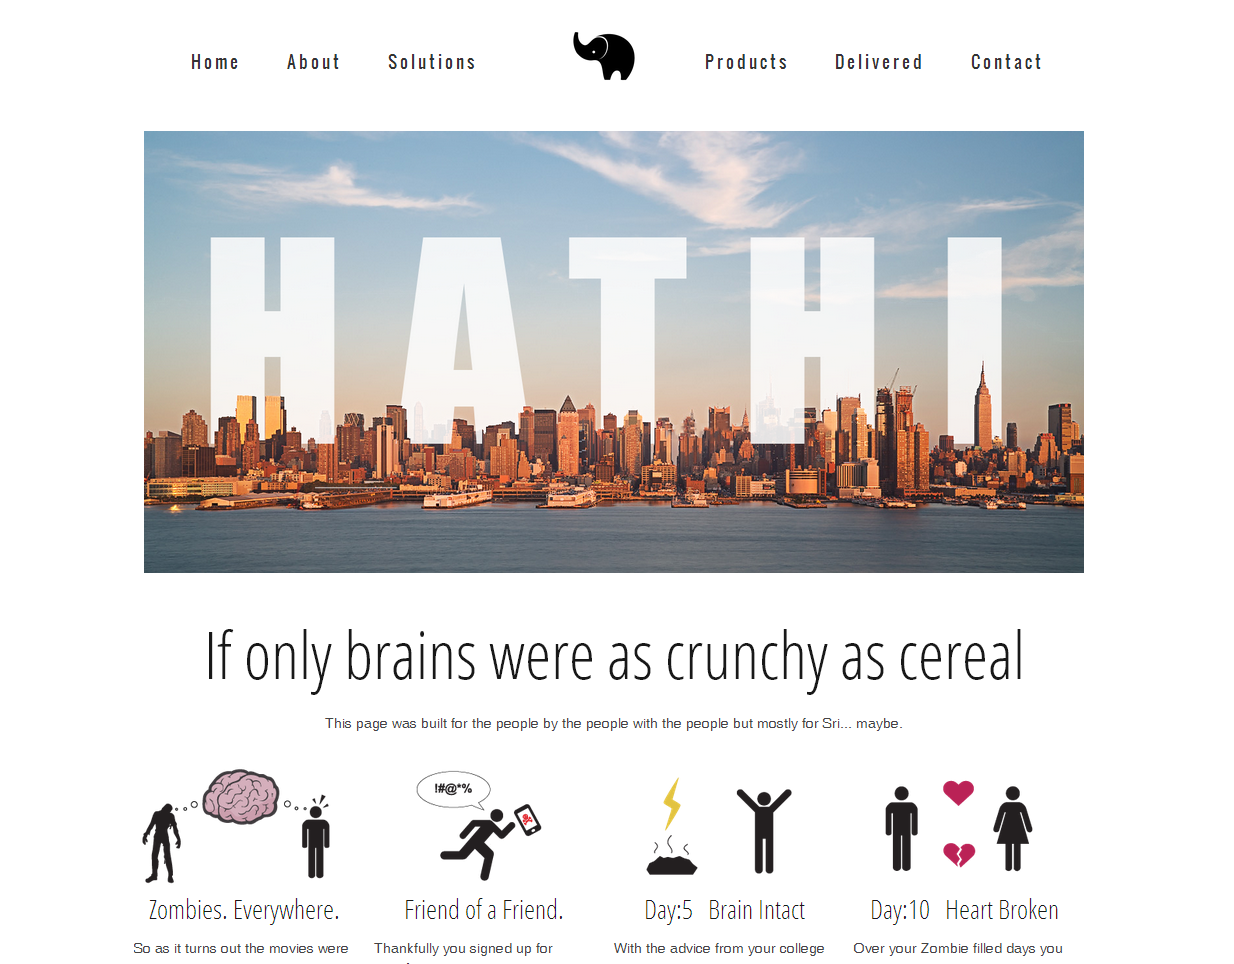 Home About Solutions Products Delivered Contact
HATHI
If only brains were as crunchy as cereal
This page was built for the people by the people with the people but mostly for Sri... maybe.
!#@*%
Zombies. Everywhere. Friend of a Friend. Day:5 Brain Intact Day:10 Heart Broken
So as it turns out the movies were Thankfully you signed up for With the advice from your college Over your Zombie filled days you